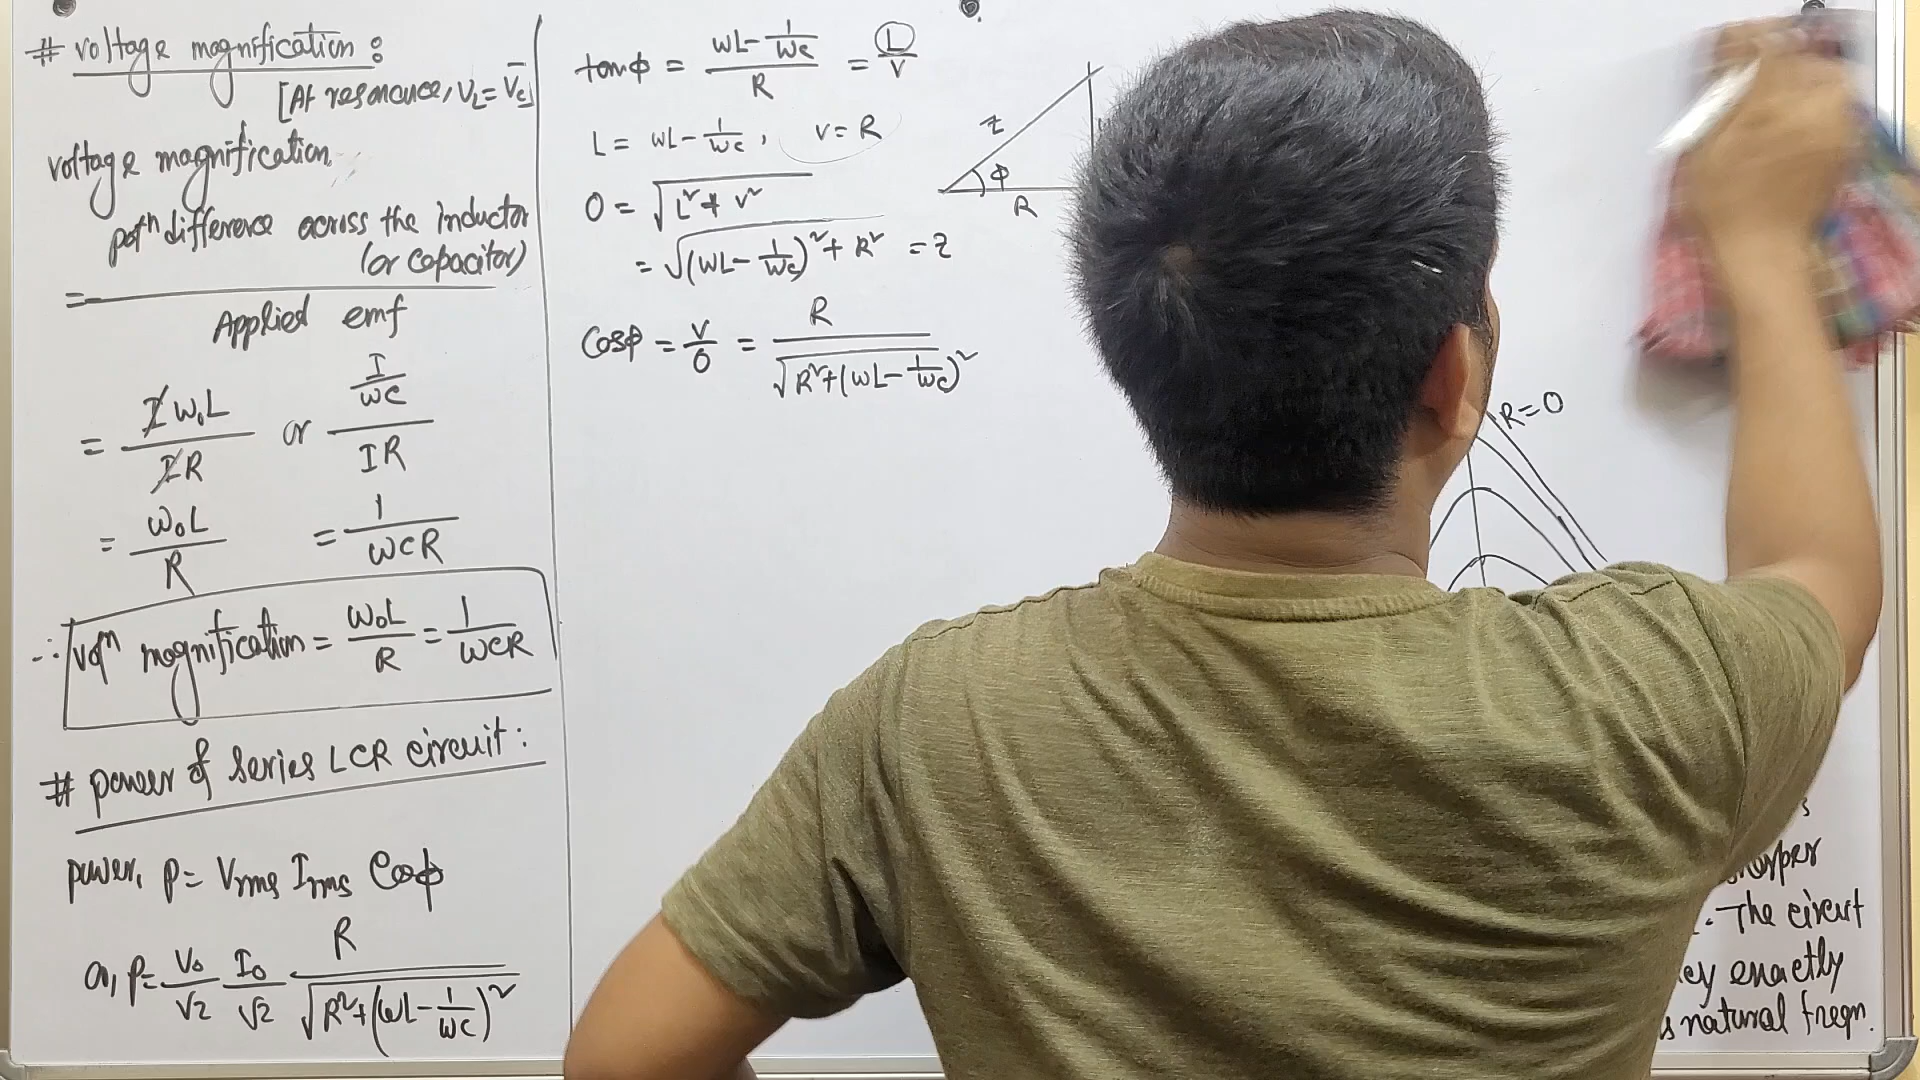 # voltage magnification :
[At resonance, VL = Vc]
voltage magnification,
potn difference across the inductor
(or capacitor)
=
Applied emf
= Iω₀L / IR or I/ωC / IR
= ω₀L / R = 1 / ωCR
∴ voln magnification = ω₀L / R = 1 / ωCR
# power of series LCR circuit :
power, P = Vrms Irms Cosϕ
or, P = V₀/√2 I₀/√2 R / √R²+(ωL-1/ωC)²
tanϕ = ωL-1/ωC / R = L/V
L = ωL-1/ωC , V = R
O = √L²+V²
= √(ωL-1/ωC)²+R² = Z
Cosϕ = V/O = R / √R²+(ωL-1/ωC)²
Z
ϕ
R
R=0
. The circuit
exactly
natural freqn.